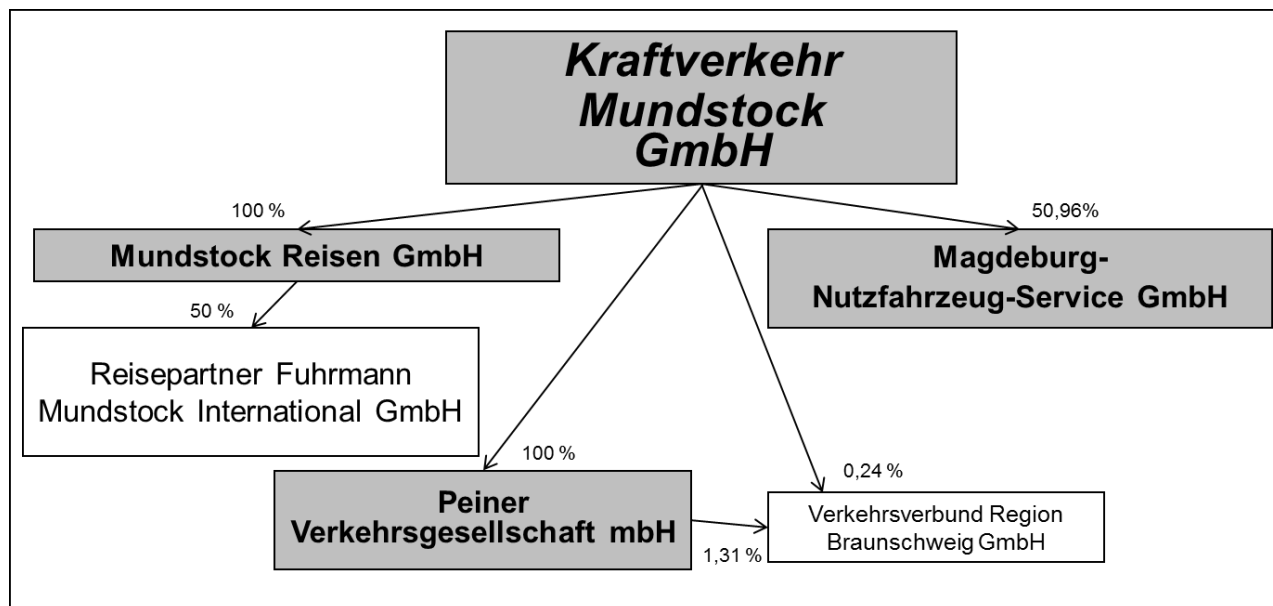 Kraftverkehr
Mundstock
GmbH
100 %
50,96%
Mundstock Reisen GmbH
Magdeburg-
Nutzfahrzeug-Service GmbH
50 %
Reisepartner Fuhrmann
Mundstock International GmbH
100 %
0,24 %
Peiner
Verkehrsgesellschaft mbH
Verkehrsverbund Region
Braunschweig GmbH
1,31 %